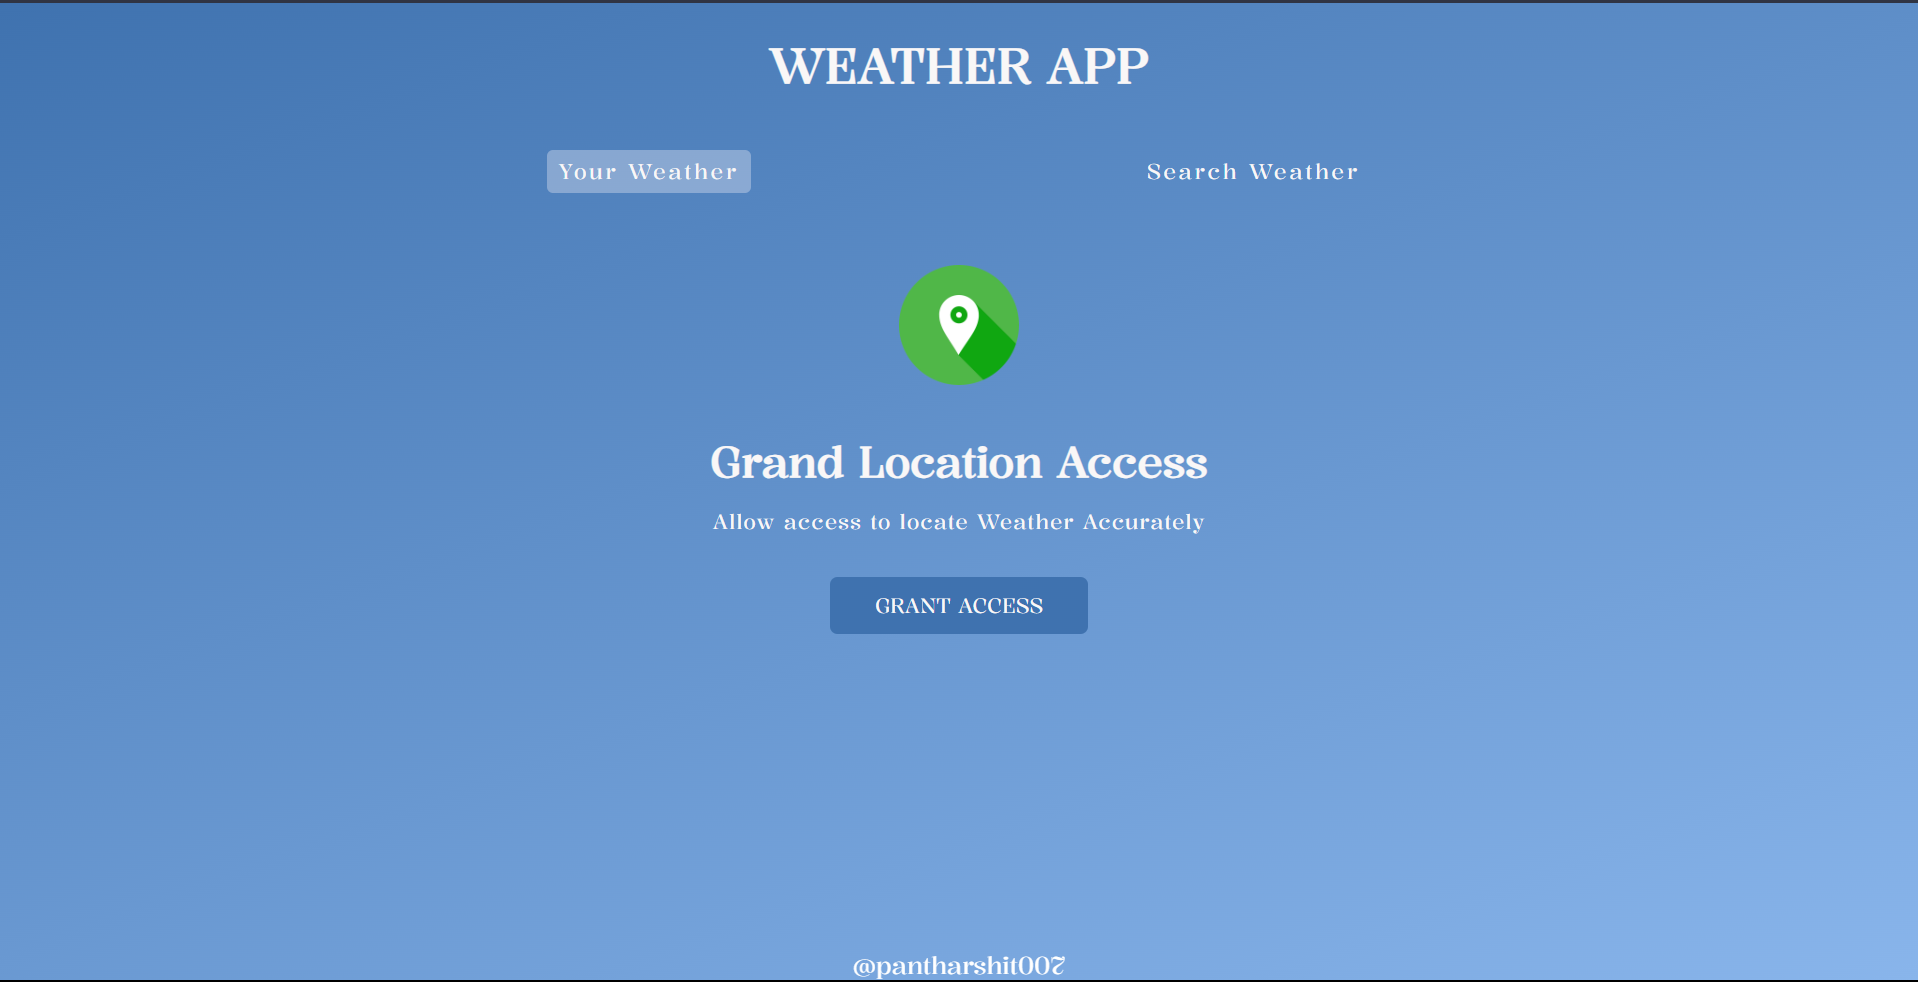 WEATHER APP
Your Weather
Search Weather
Grand Location Access
Allow access to locate Weather Accurately
GRANT ACCESS
@pantharshit007